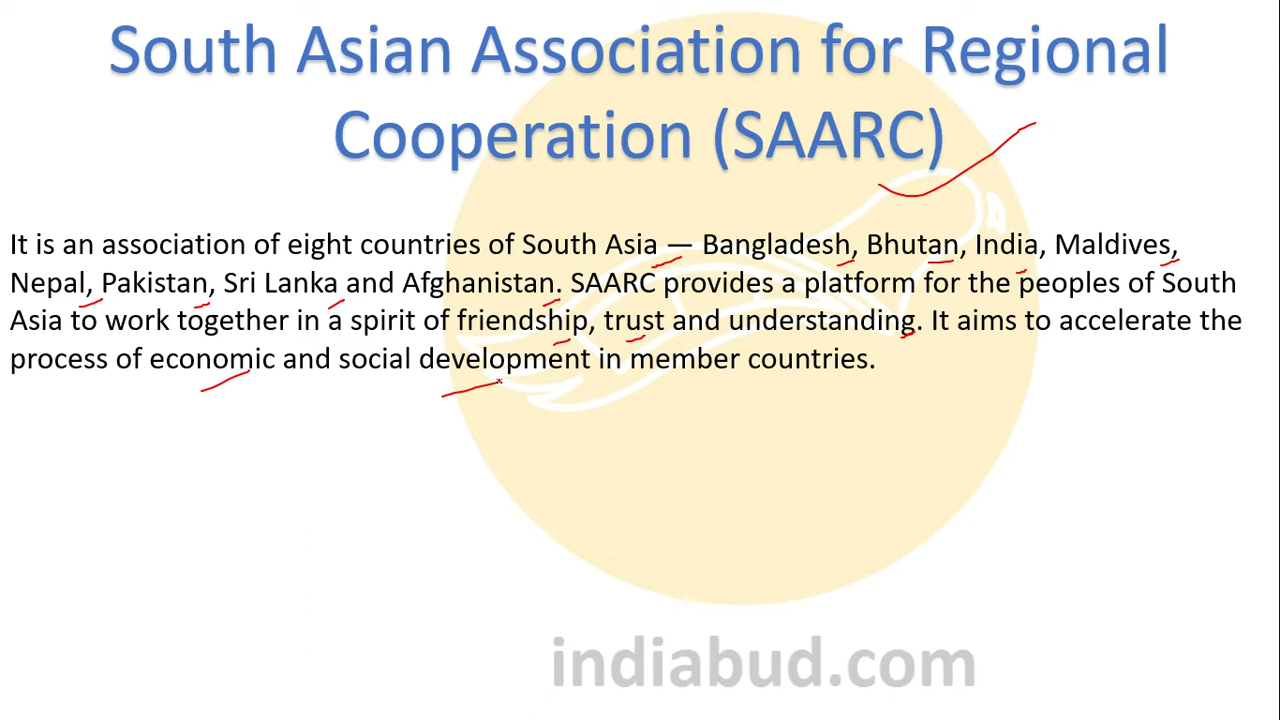 South Asian Association for Regional
Cooperation (SAARC)
It is an association of eight countries of South Asia — Bangladesh, Bhutan, India, Maldives,
Nepal, Pakistan, Sri Lanka and Afghanistan. SAARC provides a platform for the peoples of South
Asia to work together in a spirit of friendship, trust and understanding. It aims to accelerate the
process of economic and social development in member countries.
indiabud.com